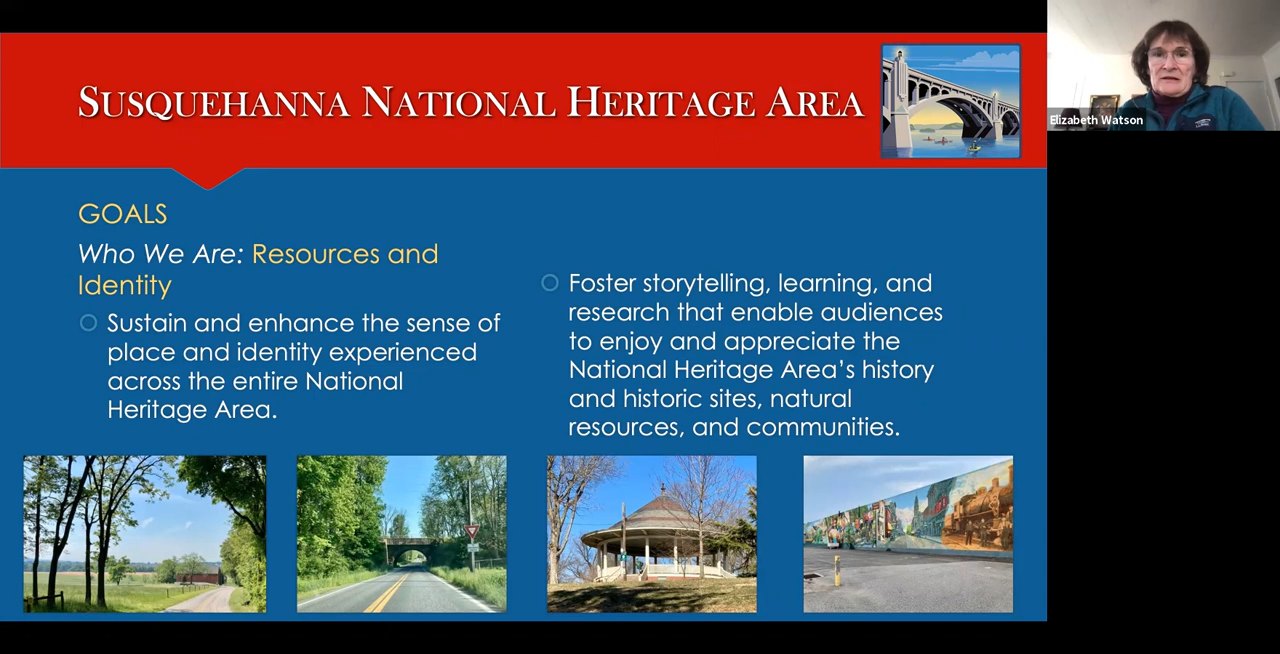 SUSQUEHANNA NATIONAL HERITAGE AREA
Elizabeth Watson
GOALS
Who We Are: Resources and
Identity
Sustain and enhance the sense of
place and identity experienced
across the entire National
Heritage Area.
Foster storytelling, learning, and
research that enable audiences
to enjoy and appreciate the
National Heritage Area’s history
and historic sites, natural
resources, and communities.